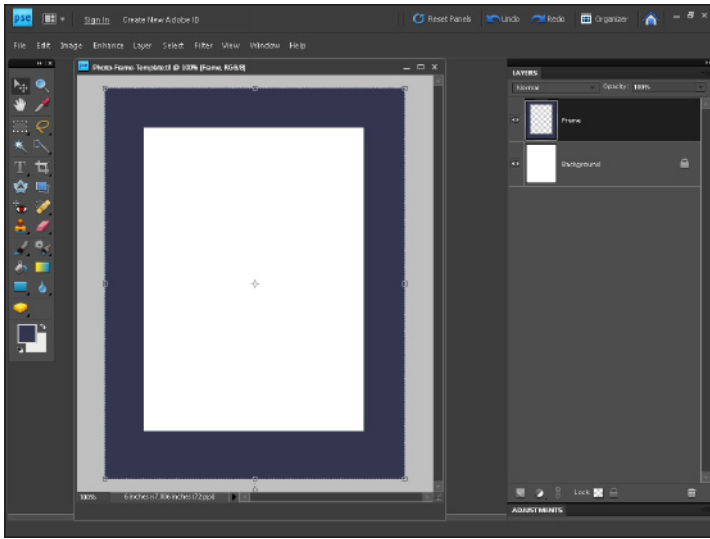 pse Sign In Create New Adobe ID Reset Panels Undo Redo Organizer
File Edit Image Enhance Layer Select Filter View Window Help
Photo-Frame-Template.tif @ 100% (Frame, RGB/8)
LAYERS
Normal Opacity: 100%
Frame
Background
100% 6 inches x 7.806 inches (72 ppi)
Lock:
ADJUSTMENTS